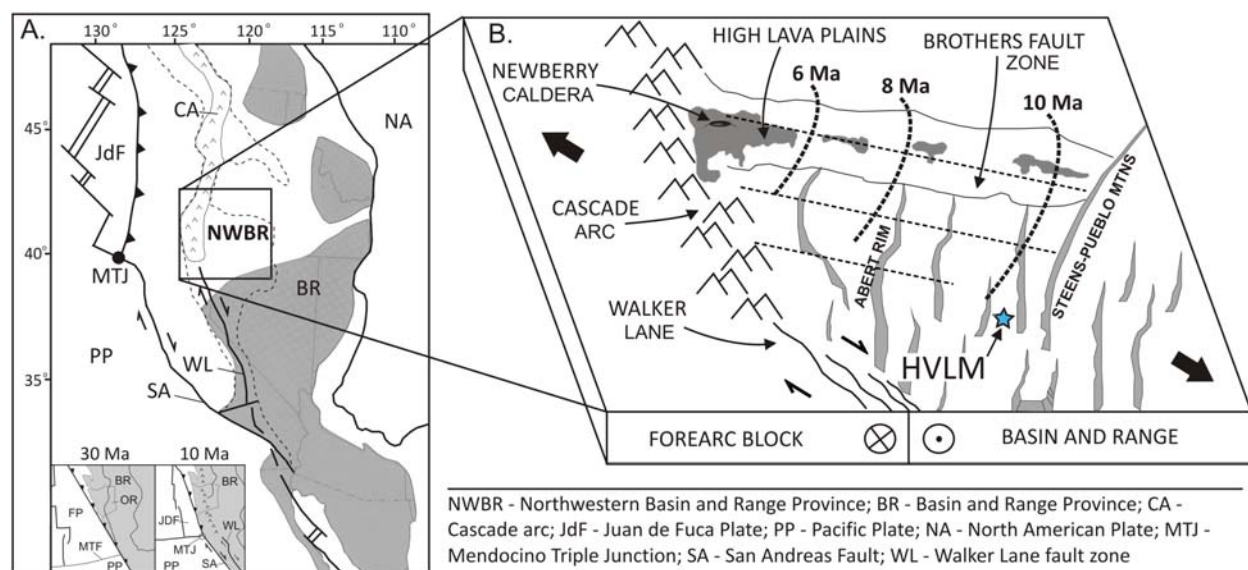 A.
130° 125° 120° 115° 110°
45°
40°
35°
CA
NA
JdF
NWBR
MTJ
BR
PP
WL
SA
30 Ma
10 Ma
BR
OR
FP
MTF
PP
BR
JDF
WL
MTJ
PP
SA
B.
HIGH LAVA PLAINS
BROTHERS FAULT
ZONE
NEWBERRY
CALDERA
6 Ma
8 Ma
10 Ma
CASCADE
ARC
ABERT RIM
STEENS-PUEBLO MTNS
WALKER
LANE
HVLM
FOREARC BLOCK
BASIN AND RANGE
NWBR - Northwestern Basin and Range Province; BR - Basin and Range Province; CA -
Cascade arc; JdF - Juan de Fuca Plate; PP - Pacific Plate; NA - North American Plate; MTJ -
Mendocino Triple Junction; SA - San Andreas Fault; WL - Walker Lane fault zone